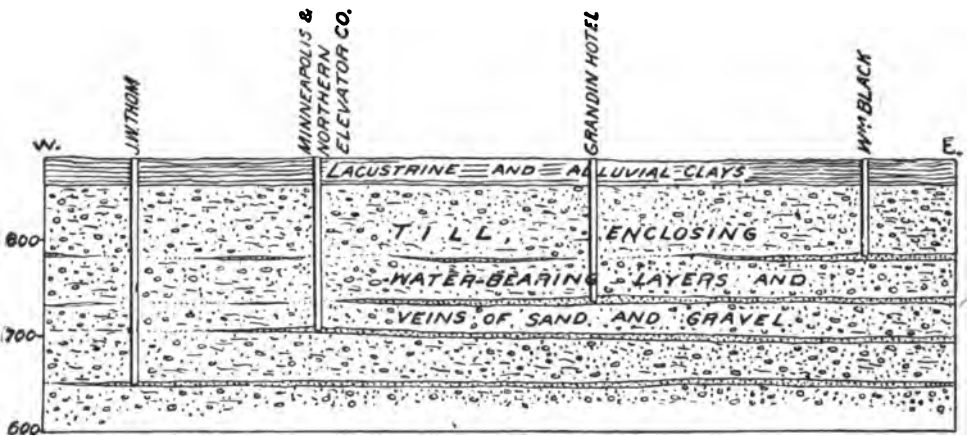 J.W.THOM
MINNEAPOLIS &
NORTHERN
ELEVATOR CO.
GRANDIN HOTEL
WM BLACK
W.
E.
LACUSTRINE AND ALLUVIAL CLAYS
800
TILL, ENCLOSING
WATER-BEARING LAYERS AND
VEINS OF SAND AND GRAVEL
700
600